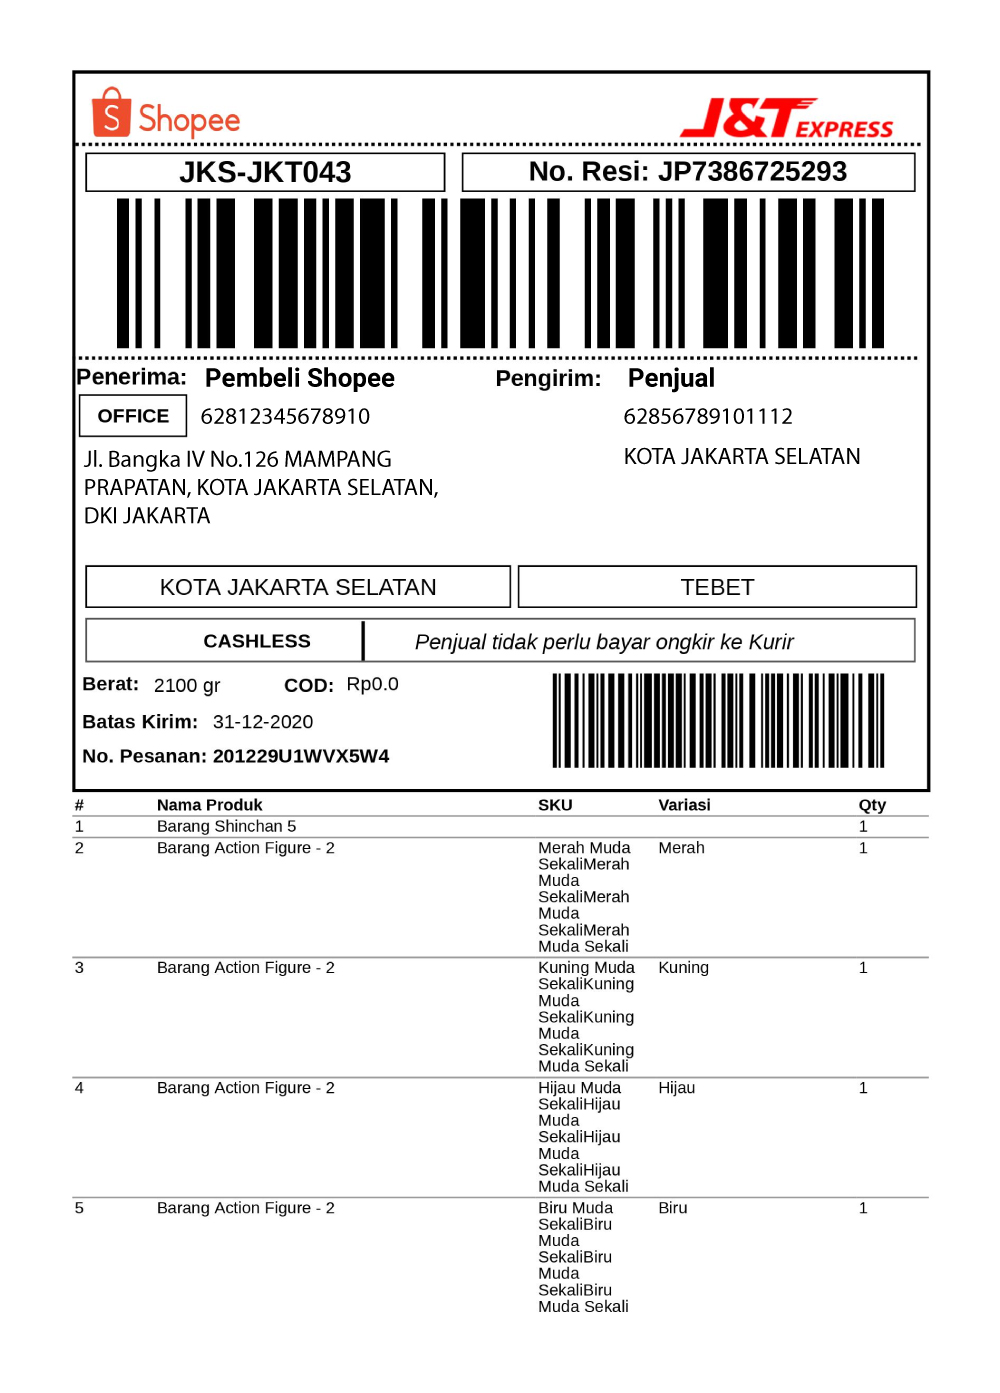 Shopee
J&T EXPRESS
JKS-JKT043
No. Resi: JP7386725293
Penerima: Pembeli Shopee
Pengirim: Penjual
OFFICE 62812345678910
62856789101112
Jl. Bangka IV No.126 MAMPANG
PRAPATAN, KOTA JAKARTA SELATAN,
DKI JAKARTA
KOTA JAKARTA SELATAN
KOTA JAKARTA SELATAN
TEBET
CASHLESS
Penjual tidak perlu bayar ongkir ke Kurir
Berat: 2100 gr COD: Rp0.0
Batas Kirim: 31-12-2020
No. Pesanan: 201229U1WVX5W4
# Nama Produk SKU Variasi Qty
1 Barang Shinchan 5 1
2 Barang Action Figure - 2 Merah Muda Merah 1
SekaliMerah
Muda
SekaliMerah
Muda
SekaliMerah
Muda Sekali
3 Barang Action Figure - 2 Kuning Muda Kuning 1
SekaliKuning
Muda
SekaliKuning
Muda
SekaliKuning
Muda Sekali
4 Barang Action Figure - 2 Hijau Muda Hijau 1
SekaliHijau
Muda
SekaliHijau
Muda
SekaliHijau
Muda Sekali
5 Barang Action Figure - 2 Biru Muda Biru 1
SekaliBiru
Muda
SekaliBiru
Muda
SekaliBiru
Muda Sekali